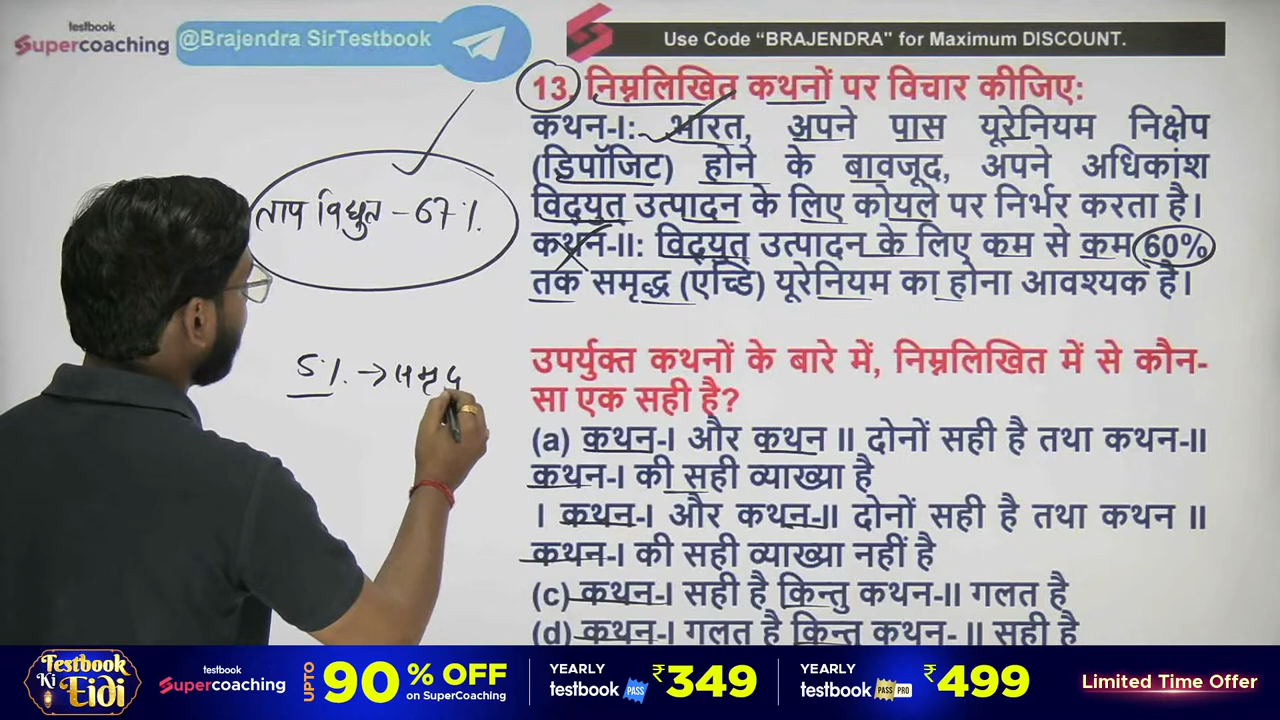 testbook
Supercoaching
@Brajendra SirTestbook
Use Code “BRAJENDRA" for Maximum DISCOUNT.
13. निम्नलिखित कथनों पर विचार कीजिए:
कथन-I: भारत, अपने पास यूरेनियम निक्षेप
(डिपॉजिट) होने के बावजूद, अपने अधिकांश
विद्युत उत्पादन के लिए कोयले पर निर्भर करता है।
कथन-II: विद्युत् उत्पादन के लिए कम से कम 60%
तक समृद्ध (एन्च्डि) यूरेनियम का होना आवश्यक है।
ताप विद्युत – 67%.
5% → समृद
उपर्युक्त कथनों के बारे में, निम्नलिखित में से कौन-
सा एक सही है?
(a) कथन-I और कथन II दोनों सही है तथा कथन-II
कथन-I की सही व्याख्या है
। कथन-I और कथन-II दोनों सही है तथा कथन II
कथन-I की सही व्याख्या नहीं है
(c) कथन-I सही है किन्तु कथन-II गलत है
(d) कथन-I गलत है किन्तु कथन- II सही है
Testbook Ki Eidi
testbook
Supercoaching
UPTO 90% OFF on SuperCoaching
YEARLY testbook PASS ₹349
YEARLY testbook PASS PRO ₹499
Limited Time Offer